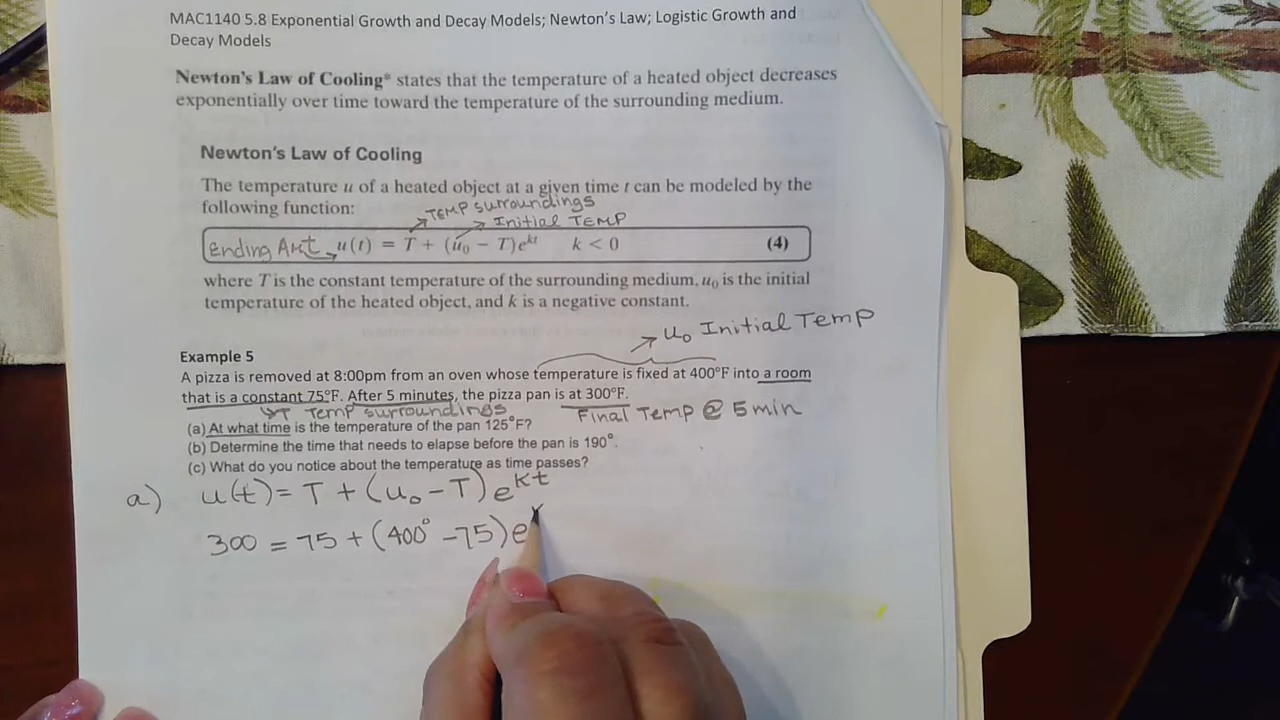 MAC1140 5.8 Exponential Growth and Decay Models; Newton's Law; Logistic Growth and
Decay Models
Newton's Law of Cooling* states that the temperature of a heated object decreases
exponentially over time toward the temperature of the surrounding medium.
Newton's Law of Cooling
The temperature u of a heated object at a given time t can be modeled by the
following function:
TEMP surroundings
Initial TEMP
Ending Amt u(t) = T + (u₀ − T)eᵏᵗ k < 0 (4)
where T is the constant temperature of the surrounding medium, u₀ is the initial
temperature of the heated object, and k is a negative constant.
u₀ Initial Temp
Example 5
A pizza is removed at 8:00pm from an oven whose temperature is fixed at 400°F into a room
that is a constant 75°F. After 5 minutes, the pizza pan is at 300°F.
T Temp surroundings Final Temp @ 5 min
(a) At what time is the temperature of the pan 125°F?
(b) Determine the time that needs to elapse before the pan is 190°.
(c) What do you notice about the temperature as time passes?
a) u(t) = T + (u₀ − T) eᴷᵗ
300 = 75 + (400° − 75) e